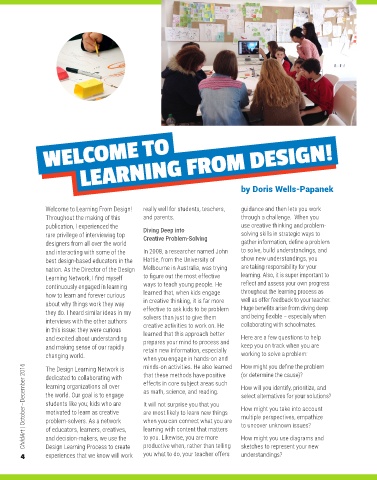 WELCOME TO
LEARNING FROM DESIGN!
by Doris Wells-Papanek
Welcome to Learning From Design!
Throughout the making of this
publication, I experienced the
rare privilege of interviewing top
designers from all over the world
and interacting with some of the
best design-based educators in the
nation. As the Director of the Design
Learning Network, I find myself
continuously engaged in learning
how to learn and forever curious
about why things work they way
they do. I heard similar ideas in my
interviews with the other authors
in this issue: they were curious
and excited about understanding
and making sense of our rapidly
changing world.
The Design Learning Network is
dedicated to collaborating with
learning organizations all over
the world. Our goal is to engage
students like you, kids who are
motivated to learn as creative
problem-solvers. As a network
of educators, learners, creatives,
and decision-makers, we use the
Design Learning Process to create
experiences that we know will work
really well for students, teachers,
and parents.
Diving Deep into
Creative Problem-Solving
In 2008, a researcher named John
Hattie, from the University of
Melbourne in Australia, was trying
to figure out the most effective
ways to teach young people. He
learned that, when kids engage
in creative thinking, it is far more
effective to ask kids to be problem
solvers than just to give them
creative activities to work on. He
learned that this approach better
prepares your mind to process and
retain new information, especially
when you engage in hands-on and
minds-on activities. He also learned
that these methods have positive
effects in core subject areas such
as math, science, and reading.
It will not surprise you that you
are most likely to learn new things
when you can connect what you are
learning with content that matters
to you. Likewise, you are more
productive when, rather than telling
you what to do, your teacher offers
guidance and then lets you work
through a challenge. When you
use creative thinking and problem-
solving skills in strategic ways to
gather information, define a problem
to solve, build understandings, and
show new understandings, you
are taking responsibility for your
learning. Also, it is super important to
reflect and assess your own progress
throughout the learning process as
well as offer feedback to your teacher.
Huge benefits arise from diving deep
and being flexible – especially when
collaborating with schoolmates.
Here are a few questions to help
keep you on track when you are
working to solve a problem:
How might you define the problem
(or determine the cause)?
How will you identify, prioritize, and
select alternatives for your solutions?
How might you take into account
multiple perspectives, empathize
to uncover unknown issues?
How might you use diagrams and
sketches to represent your new
understandings?
ChildArt | October - December 2016
4